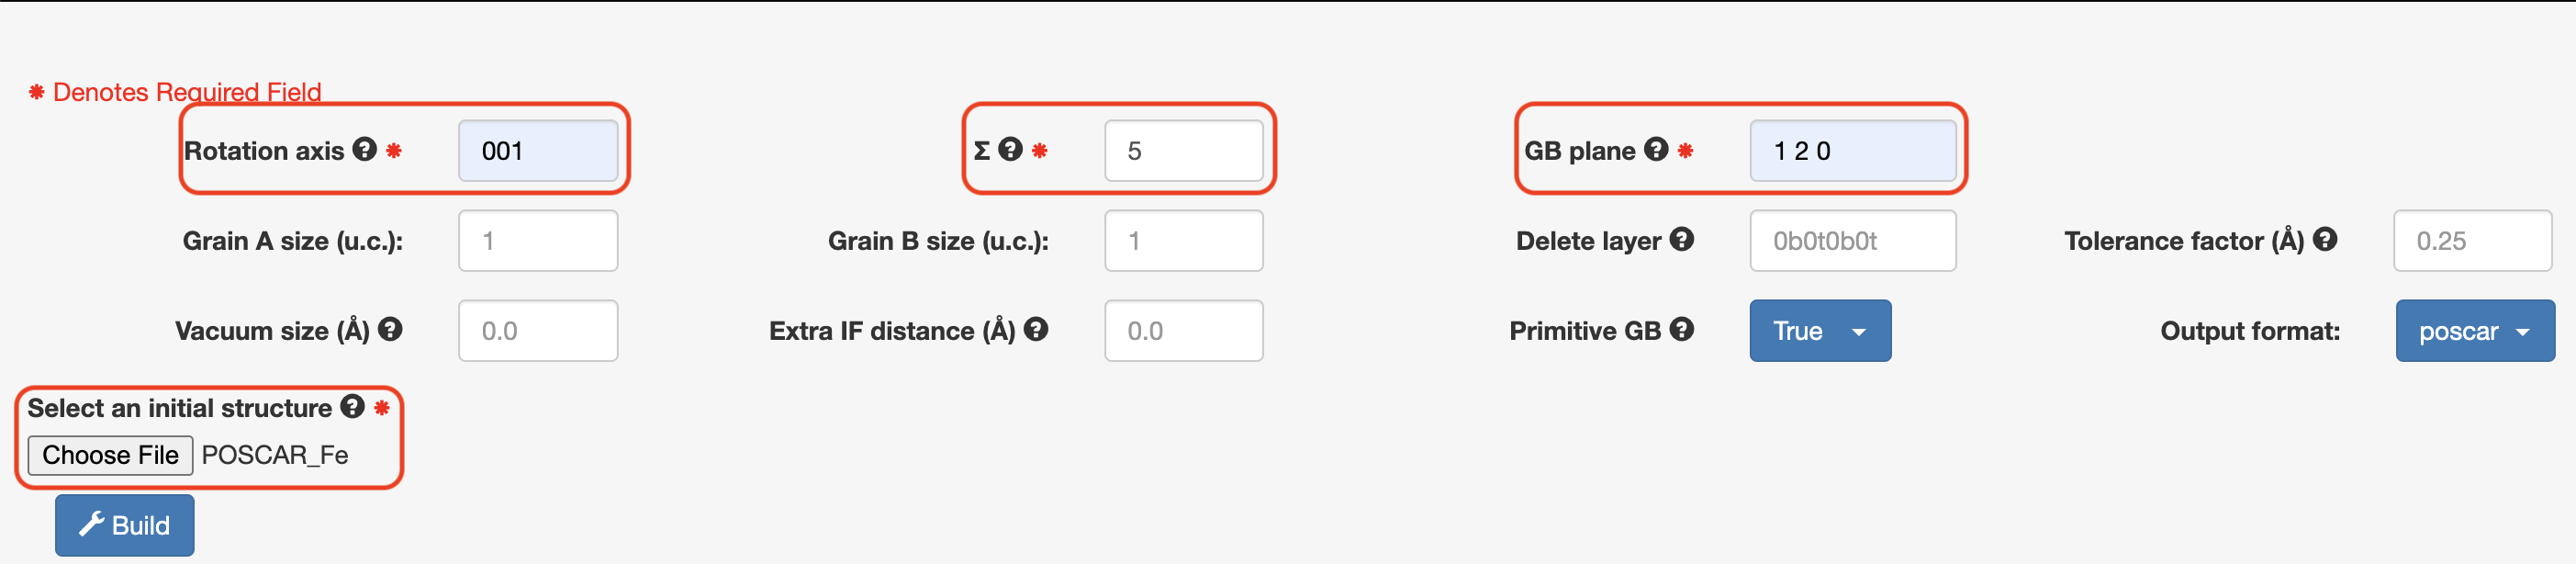 * Denotes Required Field
Rotation axis ? * 001 Σ ? * 5 GB plane ? * 1 2 0
Grain A size (u.c.): 1 Grain B size (u.c.): 1 Delete layer ? 0b0t0b0t Tolerance factor (Å) ? 0.25
Vacuum size (Å) ? 0.0 Extra IF distance (Å) ? 0.0 Primitive GB ? True Output format: poscar
Select an initial structure ? *
Choose File POSCAR_Fe
Build